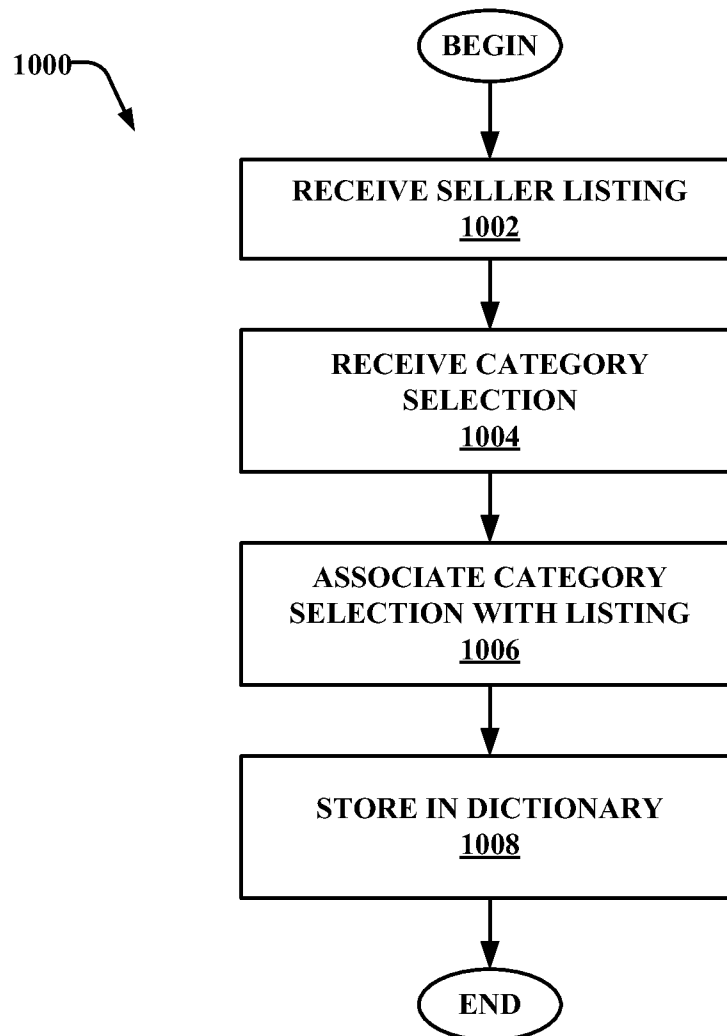 BEGIN
1000
RECEIVE SELLER LISTING
1002
RECEIVE CATEGORY
SELECTION
1004
ASSOCIATE CATEGORY
SELECTION WITH LISTING
1006
STORE IN DICTIONARY
1008
END